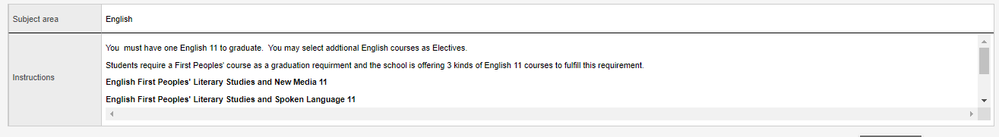 Subject area
English
Instructions
You  must have one English 11 to graduate.  You may select addtional English courses as Electives.
Students require a First Peoples' course as a graduation requirment and the school is offering 3 kinds of English 11 courses to fulfill this requirement.
English First Peoples' Literary Studies and New Media 11
English First Peoples' Literary Studies and Spoken Language 11